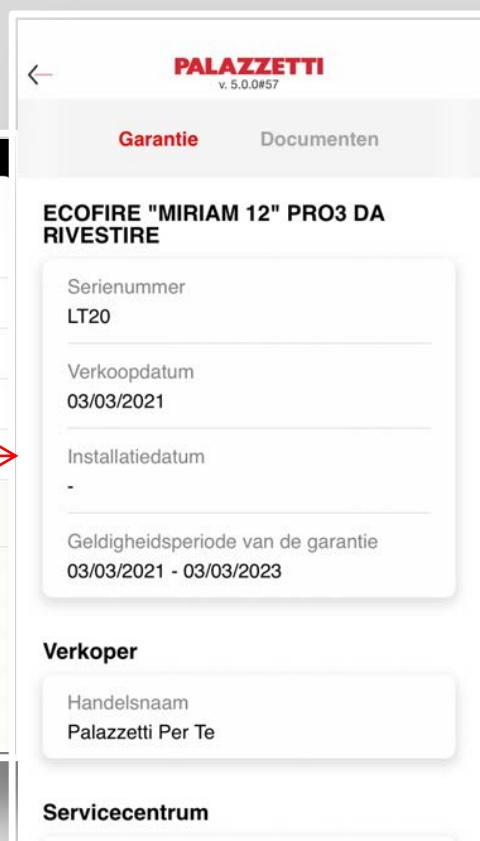 PALAZZETTI
v. 5.0.0#57
Garantie Documenten
ECOFIRE "MIRIAM 12" PRO3 DA
RIVESTIRE
Serienummer
LT20
Verkoopdatum
03/03/2021
Installatiedatum
-
Geldigheidsperiode van de garantie
03/03/2021 - 03/03/2023
Verkoper
Handelsnaam
Palazzetti Per Te
Servicecentrum